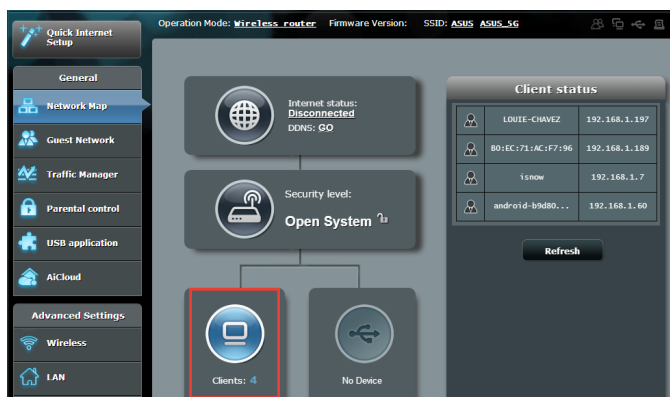 Quick Internet
Setup
Operation Mode: Wireless router Firmware Version: SSID: ASUS ASUS_5G
General
Network Map
Guest Network
Traffic Manager
Parental control
USB application
AiCloud
Advanced Settings
Wireless
LAN
Internet status:
Disconnected
DDNS: GO
Security level:
Open System
Clients: 4
No Device
Client status
LOUIE-CHAVEZ 192.168.1.197
B0:EC:71:AC:F7:96 192.168.1.189
isnow 192.168.1.7
android-b9d80... 192.168.1.60
Refresh